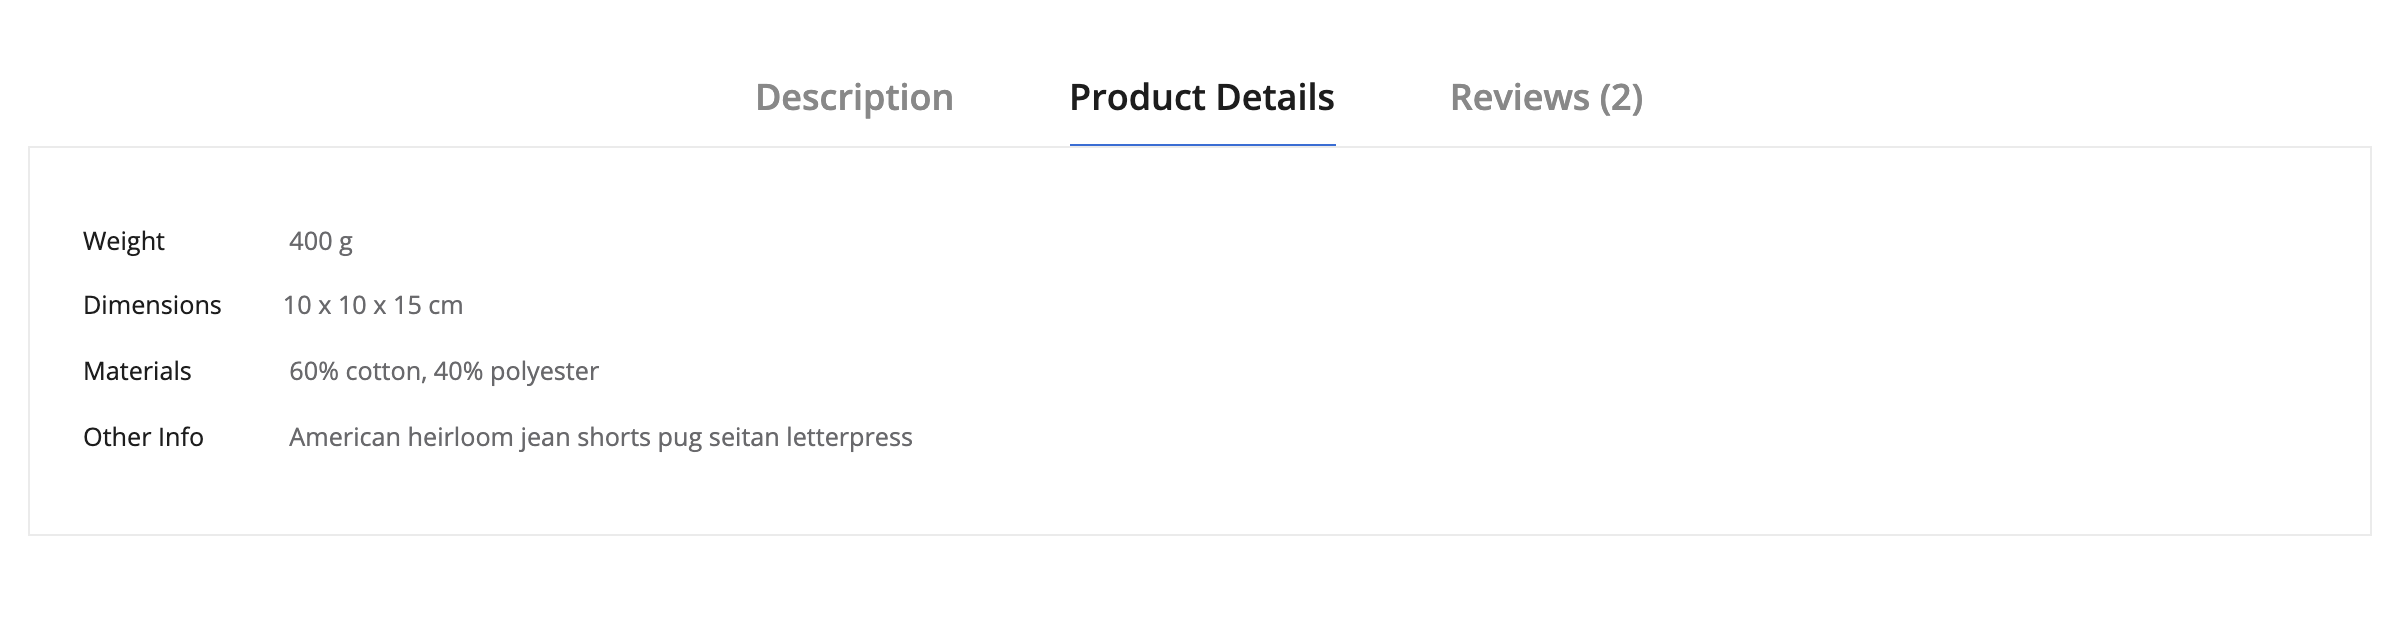 Description Product Details Reviews (2)
Weight 400 g
Dimensions 10 x 10 x 15 cm
Materials 60% cotton, 40% polyester
Other Info American heirloom jean shorts pug seitan letterpress